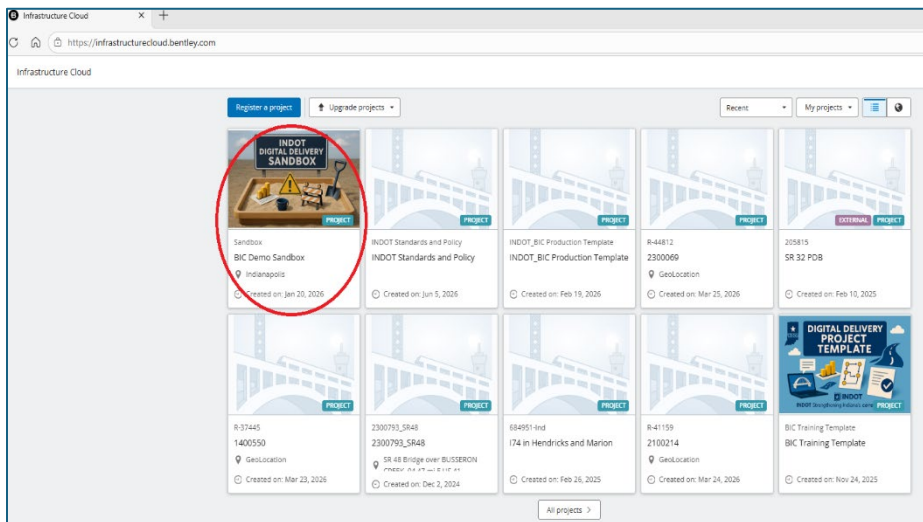 Infrastructure Cloud
https://infrastructurecloud.bentley.com
Infrastructure Cloud
Register a project
Upgrade projects
Recent
My projects
INDOT
DIGITAL DELIVERY
SANDBOX
PROJECT
Sandbox
BIC Demo Sandbox
Indianapolis
Created on: Jan 20, 2026
PROJECT
INDOT Standards and Policy
INDOT Standards and Policy
Created on: Jun 5, 2026
PROJECT
INDOT_BIC Production Template
INDOT_BIC Production Template
Created on: Feb 19, 2026
PROJECT
R-44812
2300069
GeoLocation
Created on: Mar 25, 2026
EXTERNAL PROJECT
205815
SR 32 PDB
Created on: Feb 10, 2025
PROJECT
R-37445
1400550
GeoLocation
Created on: Mar 23, 2026
PROJECT
2300793_SR48
2300793_SR48
SR 48 Bridge over BUSSERON
Created on: Dec 2, 2024
PROJECT
684951-Ind
I74 in Hendricks and Marion
Created on: Feb 26, 2025
PROJECT
R-41159
2100214
GeoLocation
Created on: Mar 24, 2026
DIGITAL DELIVERY
PROJECT
TEMPLATE
INDOT
PROJECT
BIC Training Template
BIC Training Template
Created on: Nov 24, 2025
All projects